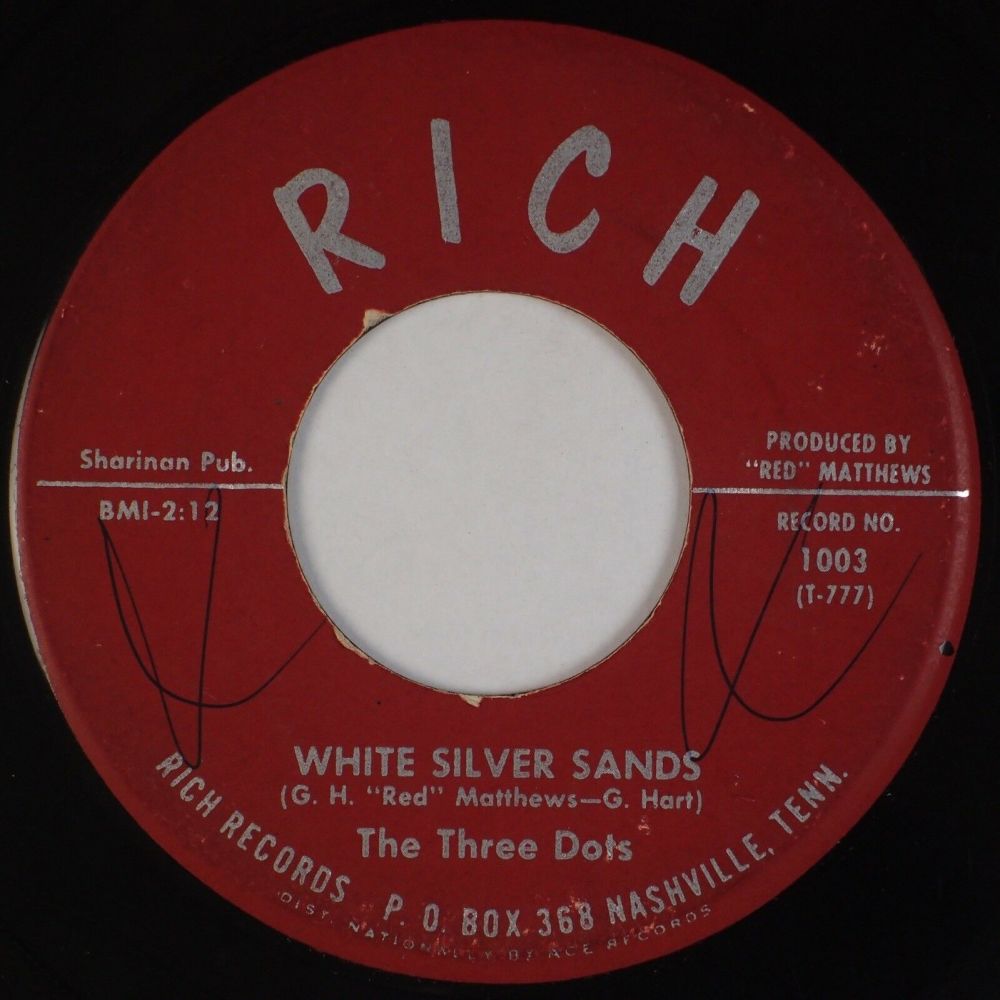 RICH
Sharinan Pub.
BMI-2:12
PRODUCED BY
"RED" MATTHEWS
RECORD NO.
1003
(T-777)
WHITE SILVER SANDS
(G. H. "Red" Matthews—G. Hart)
The Three Dots
RICH RECORDS P. O. BOX 368 NASHVILLE, TENN.
DIST. NATIONALLY BY ACE RECORDS